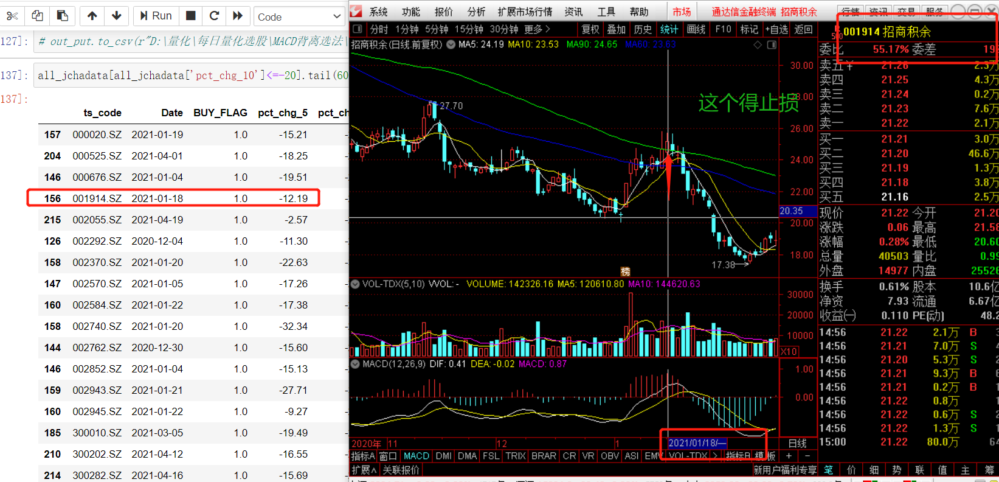 Run
Code
127]: # out_put.to_csv(r"D:\量化\每日量化选股\MACD背离选法\
137]: all_jchadata[all_jchadata['pct_chg_10']<=-20].tail(60
137]:
ts_code Date BUY_FLAG pct_chg_5 pct_ch
157 000020.SZ 2021-01-19 1.0 -15.21
204 000525.SZ 2021-04-01 1.0 -18.25
146 000676.SZ 2021-01-04 1.0 -19.51
156 001914.SZ 2021-01-18 1.0 -12.19
215 002055.SZ 2021-04-19 1.0 -2.57
126 002292.SZ 2020-12-04 1.0 -11.30
158 002370.SZ 2021-01-20 1.0 -22.63
147 002570.SZ 2021-01-05 1.0 -17.26
160 002584.SZ 2021-01-22 1.0 -17.38
158 002740.SZ 2021-01-20 1.0 -32.34
144 002762.SZ 2020-12-30 1.0 -15.60
146 002852.SZ 2021-01-04 1.0 -15.13
159 002943.SZ 2021-01-21 1.0 -27.71
160 002945.SZ 2021-01-22 1.0 -9.27
185 300010.SZ 2021-03-05 1.0 -19.49
210 300202.SZ 2021-04-12 1.0 -16.55
214 300282.SZ 2021-04-16 1.0 -15.69
系统 功能 报价 分析 扩展市场行情 资讯 工具 帮助 市场 通达信金融终端 招商积余 行情 资讯 交易 服务
分时 1分钟 5分钟 15分钟 30分钟 更多> 复权 叠加 历史 统计 画线 F10 标记 +自选 返回
招商积余(日线.前复权) MA5: 24.19 MA10: 23.53 MA90: 24.65 MA60: 23.63
这个得止损
27.70
17.38
榜
30.00
28.00
26.00
24.00
22.00
20.35
20.00
18.00
VOL-TDX(5,10) VVOL: - VOLUME: 142326.16 MA5: 120610.80 MA10: 144620.63
30000
20000
10000
X10
MACD(12,26,9) DIF: 0.41 DEA: -0.02 MACD: 0.87
1.00
0.00
2020年 11 12 1 2021/01/18/一 日线
指标A 窗口 MACD DMI DMA FSL TRIX BRAR CR VR OBV ASI EMV VOL-TDX > 指标B 模板 + -
扩展∧ 关联报价 新用户福利专享
001914 招商积余
委比 55.17% 委差 19
卖五 21.26 2.3万
卖四 21.25 4.3万
卖三 21.24 0.2万
卖二 21.23 7.6万
卖一 21.22 2.1万
买一 21.21 3.0万
买二 21.20 46.6万
买三 21.19 1.3万
买四 21.18 3.8万
买五 21.16 2.5万
现价 21.22 今开 21.20
涨跌 0.06 最高 21.58
涨幅 0.28% 最低 20.60
总量 40503 量比 0.99
外盘 14977 内盘 25526
换手 0.61% 股本 10.6亿
净资 7.93 流通 6.67亿
收益(一) 0.110 PE(动) 48.2
14:56 21.22 2.1万 B
14:56 21.21 7.0万 S
14:56 21.20 5.3万 S
14:56 21.21 9.3万 B
14:56 21.21 0.2万 B
14:56 21.22 0.8万
14:56 21.22 0.6万 S
14:56 21.22 1.3万 S
15:00 21.22 80.0万
笔 价 细 势 联 值 主 筹